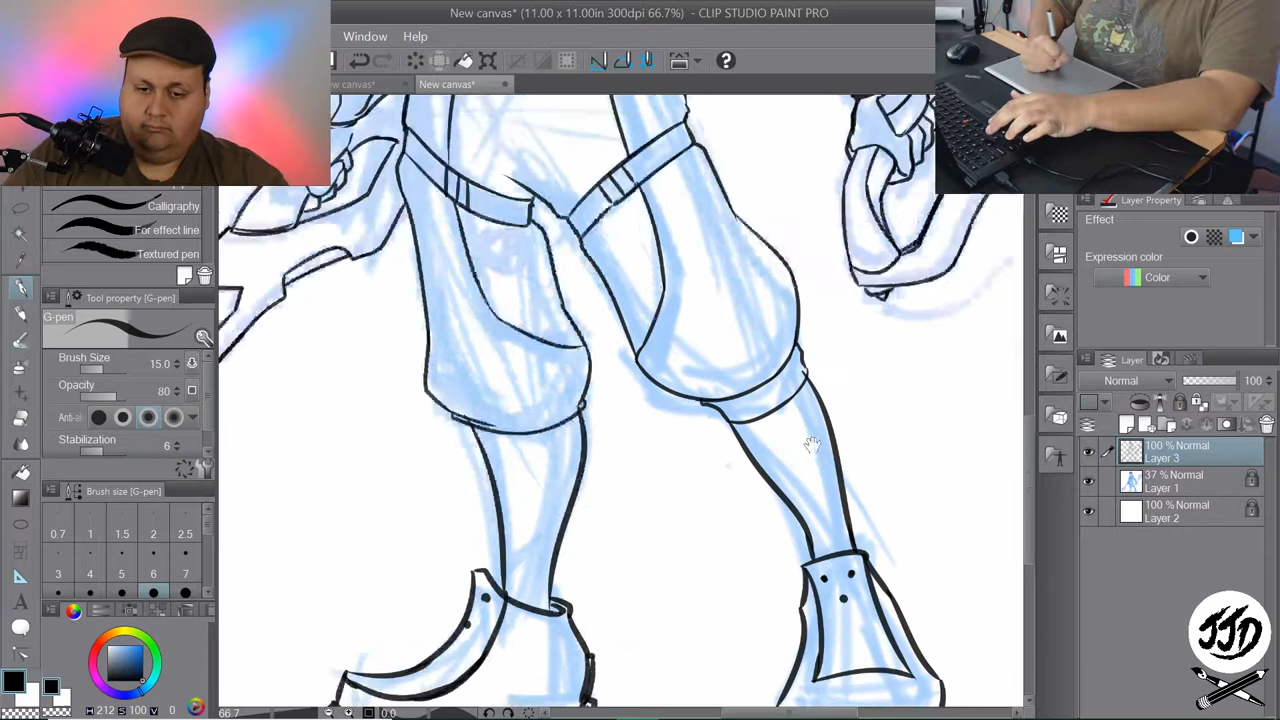 New canvas* (11.00 x 11.00in 300dpi 66.7%) - CLIP STUDIO PAINT PRO
Window Help
New canvas*
Calligraphy
For effect line
Textured pen
Tool property [G-pen]
G-pen
Brush Size 15.0
Opacity 80
Anti-al
Stabilization 6
Brush size [G-pen]
0.7 1 1.5 2 2.5
3 4 5 6 7
H 212 S 100 V 0
66.7 0.0
Layer Property
Effect
Expression color
Color
Layer
Normal 100
100 % Normal
Layer 3
37 % Normal
Layer 1
100 % Normal
Layer 2
JJD